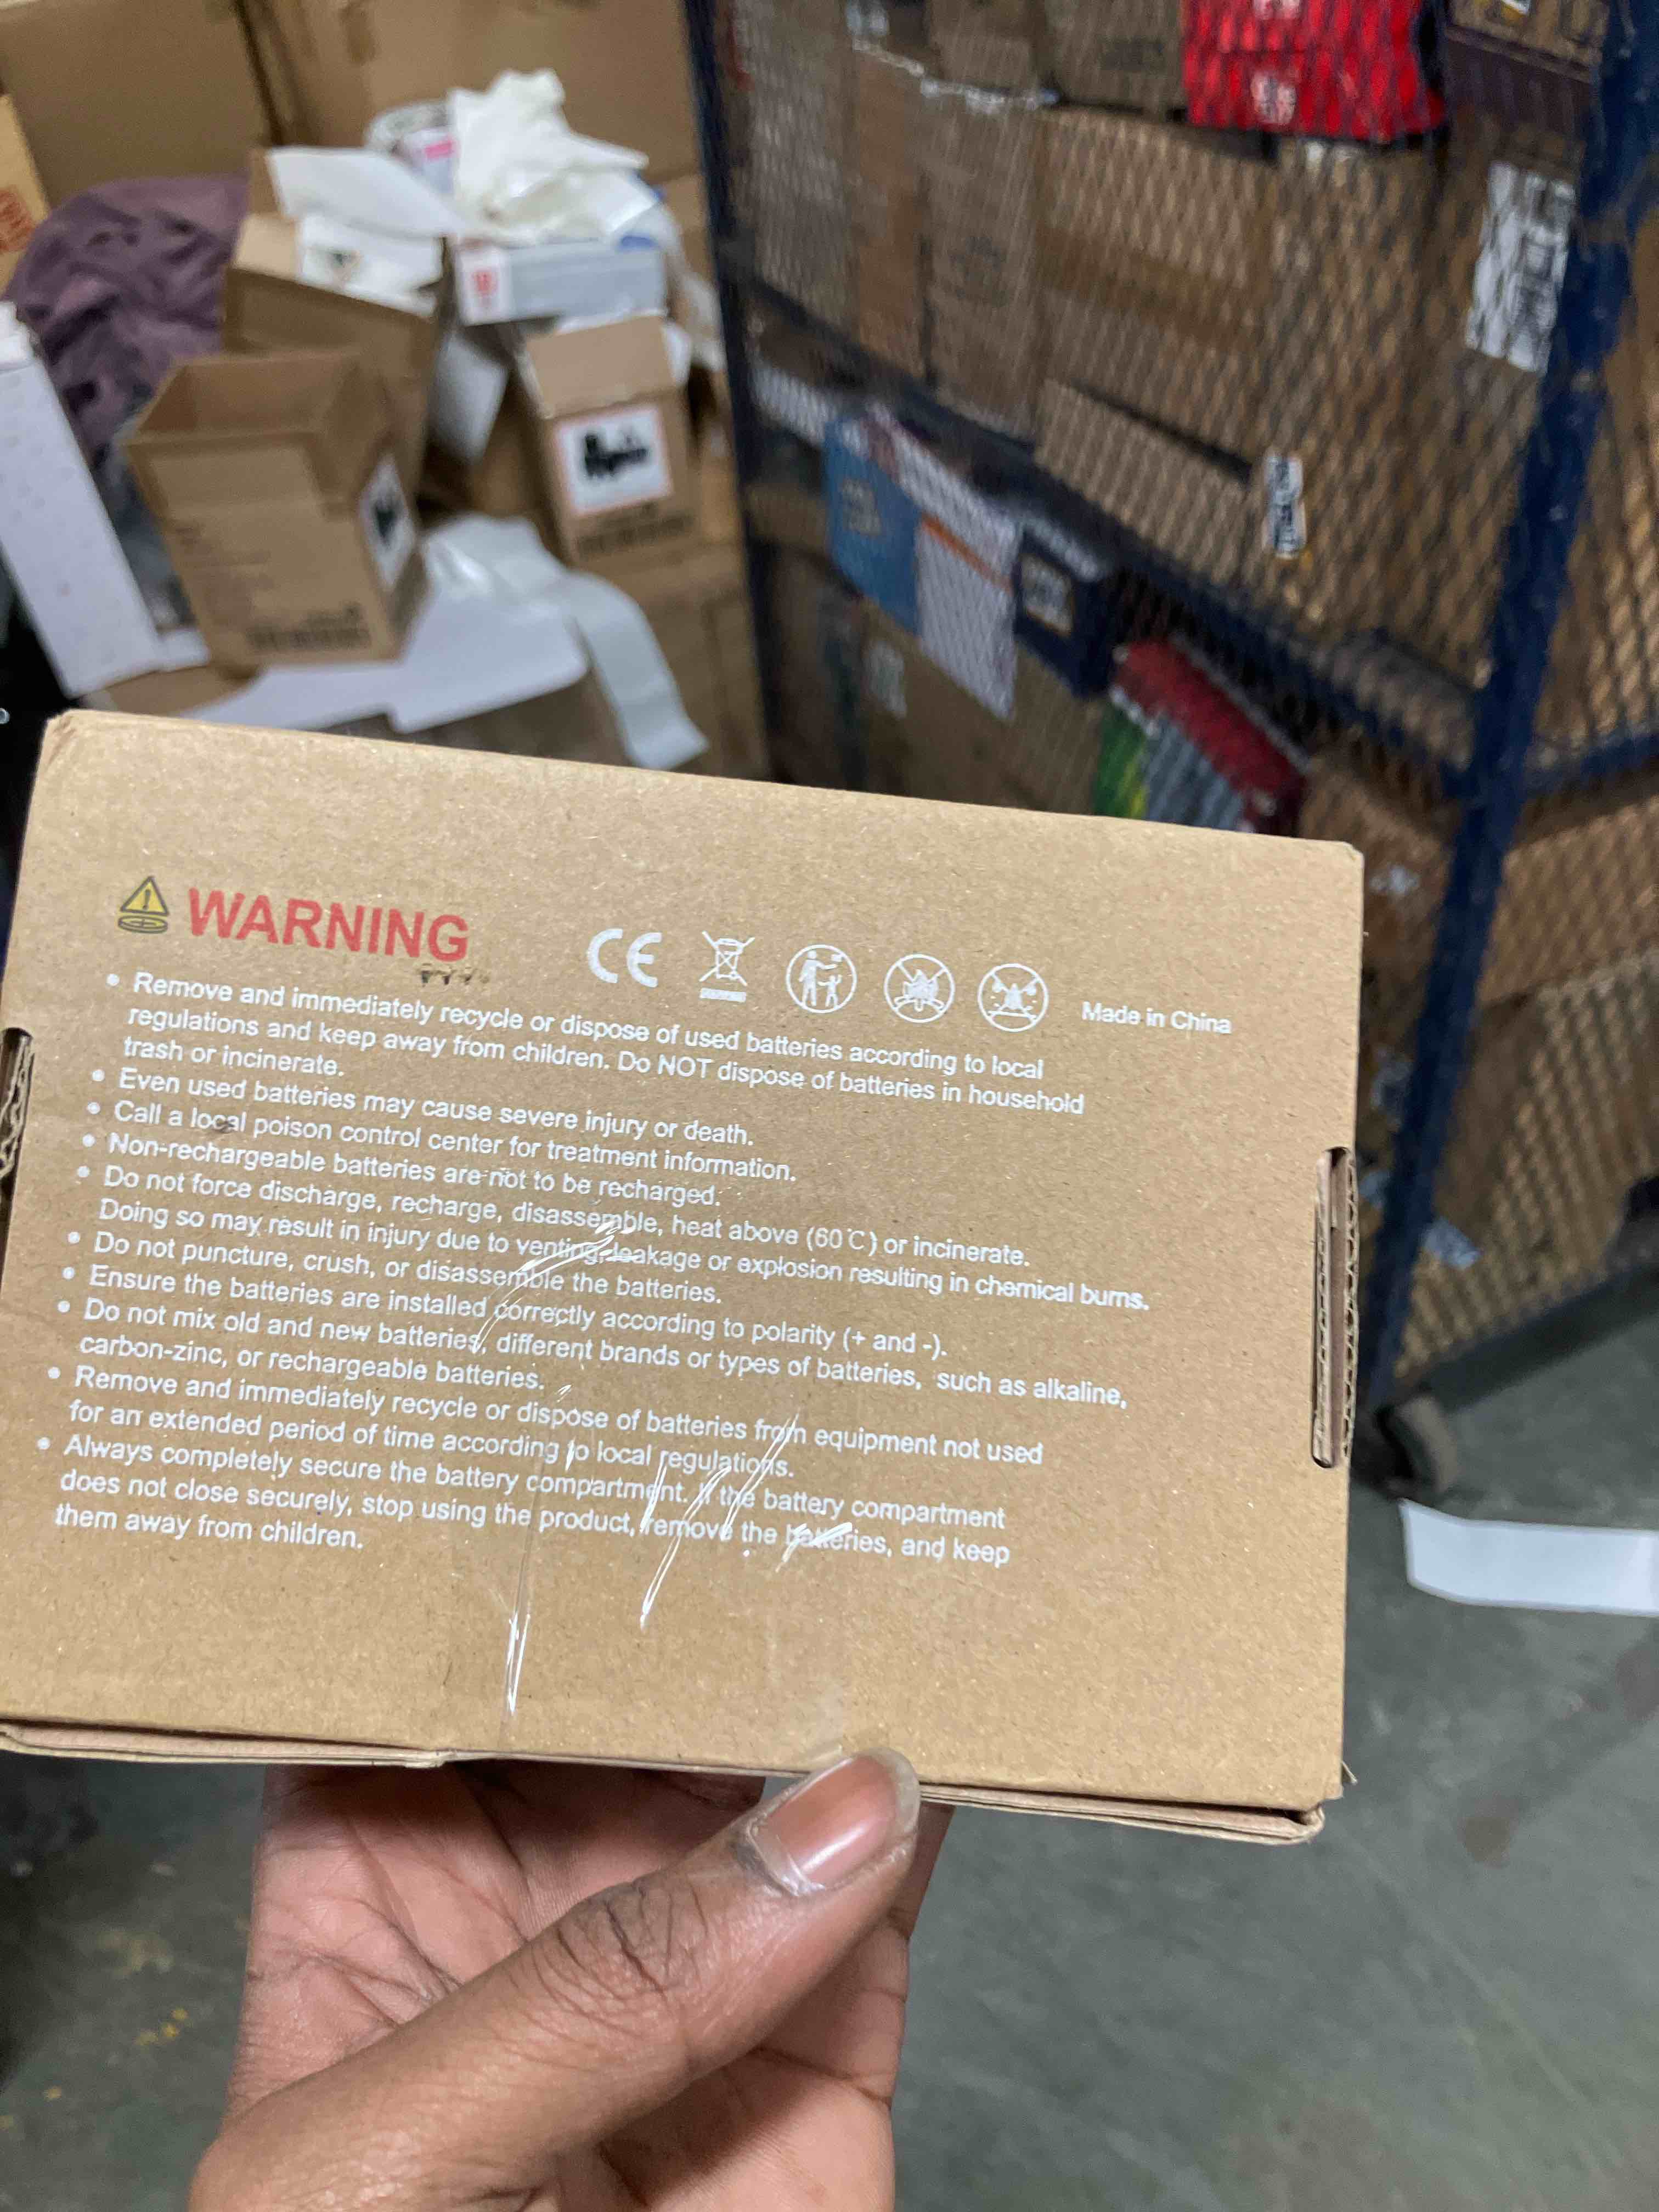 WARNING
CE
Made in China
• Remove and immediately recycle or dispose of used batteries according to local
regulations and keep away from children. Do NOT dispose of batteries in household
trash or incinerate.
• Even used batteries may cause severe injury or death.
• Call a local poison control center for treatment information.
• Non-rechargeable batteries are not to be recharged.
• Do not force discharge, recharge, disassemble, heat above (60℃) or incinerate.
Doing so may result in injury due to venting, leakage or explosion resulting in chemical burns.
• Do not puncture, crush, or disassemble the batteries.
• Ensure the batteries are installed correctly according to polarity (+ and -).
• Do not mix old and new batteries, different brands or types of batteries, such as alkaline,
carbon-zinc, or rechargeable batteries.
• Remove and immediately recycle or dispose of batteries from equipment not used
for an extended period of time according to local regulations.
• Always completely secure the battery compartment. If the battery compartment
does not close securely, stop using the product, remove the batteries, and keep
them away from children.